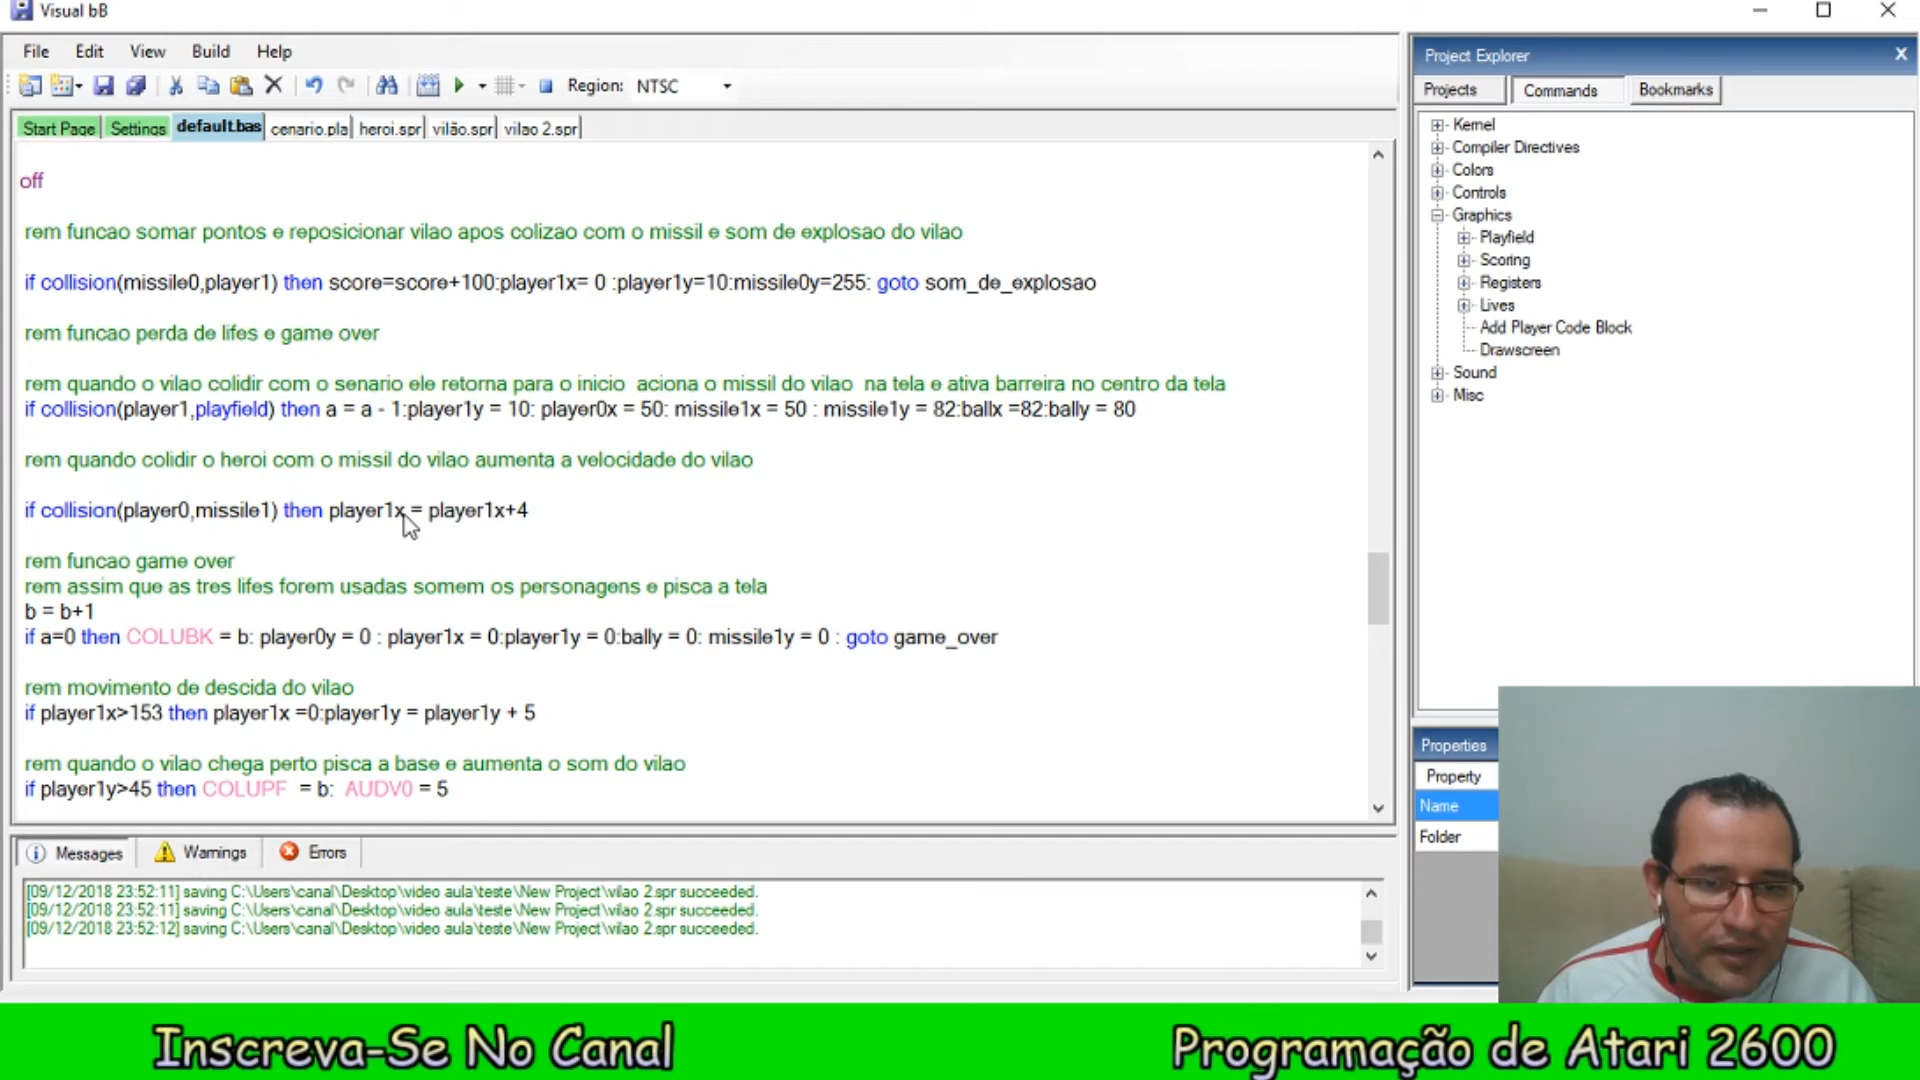 Visual bB
File Edit View Build Help
Region: NTSC
Start Page Settings default.bas cenario.pla heroi.spr vilão.spr vilao 2.spr
off
rem funcao somar pontos e reposicionar vilao apos colizao com o missil e som de explosao do vilao
if collision(missile0,player1) then score=score+100:player1x= 0 :player1y=10:missile0y=255: goto som_de_explosao
rem funcao perda de lifes e game over
rem quando o vilao colidir com o senario ele retorna para o inicio  aciona o missil do vilao  na tela e ativa barreira no centro da tela
if collision(player1,playfield) then a = a - 1:player1y = 10: player0x = 50: missile1x = 50 : missile1y = 82:ballx =82:bally = 80
rem quando colidir o heroi com o missil do vilao aumenta a velocidade do vilao
if collision(player0,missile1) then player1x = player1x+4
rem funcao game over
rem assim que as tres lifes forem usadas somem os personagens e pisca a tela
b = b+1
if a=0 then COLUBK = b: player0y = 0 : player1x = 0:player1y = 0:bally = 0: missile1y = 0 : goto game_over
rem movimento de descida do vilao
if player1x>153 then player1x =0:player1y = player1y + 5
rem quando o vilao chega perto pisca a base e aumenta o som do vilao
if player1y>45 then COLUPF  = b:  AUDV0 = 5
Messages Warnings Errors
[09/12/2018 23:52:11] saving C:\Users\canal\Desktop\video aula\teste\New Project\vilao 2.spr succeeded.
[09/12/2018 23:52:11] saving C:\Users\canal\Desktop\video aula\teste\New Project\vilao 2.spr succeeded.
[09/12/2018 23:52:12] saving C:\Users\canal\Desktop\video aula\teste\New Project\vilao 2.spr succeeded.
Project Explorer
Projects Commands Bookmarks
Kernel
Compiler Directives
Colors
Controls
Graphics
Playfield
Scoring
Registers
Lives
Add Player Code Block
Drawscreen
Sound
Misc
Properties
Property
Name
Folder
Inscreva-Se No Canal
Programação de Atari 2600